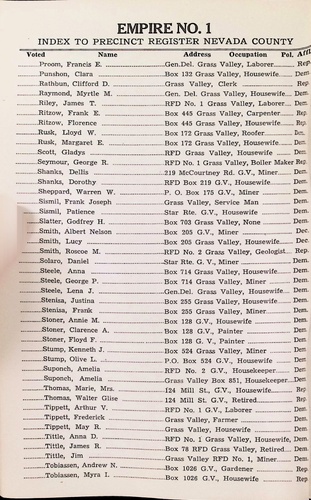 EMPIRE NO. 1
INDEX TO PRECINCT REGISTER NEVADA COUNTY
Voted Name Address Occupation Pol. Affl
Proom, Francis E. Gen.Del. Grass Valley, Laborer Rep.
Punshon, Clara Box 132 Grass Valley, Housewife Dem.
Rathbun, Clifford D. Grass Valley, Clerk Rep
Raymond, Myrtle M. Gen. Del. Grass Valley, Housewife Dem.
Riley, James T. RFD No. 1 Grass Valley, Laborer Dem.
Ritzow, Frank E. Box 445 Grass Valley, Carpenter Rep.
Ritzow, Florence Box 445 Grass Valley, Housewife Rep.
Rusk, Lloyd W. Box 172 Grass Valley, Roofer Dem.
Rusk, Margaret E. Box 172 Grass Valley, Housewife Dem.
Scott, Gladys RFD Grass Valley, Housewife Dem.
Seymour, George R. RFD No. 1 Grass Valley, Boiler Maker Rep.
Shanks, Dellis 219 McCourtney Rd. G.V., Miner Dem.
Shanks, Dorothy RFD Box 219 G.V., Housewife Dem.
Sheppard, Warren W. P. O. Box 175 G.V., Miner Dem.
Sismil, Frank Joseph Grass Valley, Service Man Dem.
Sismil, Patience Star Rte. G.V., Housewife Dem.
Slatter, Godfrey H. Box 703 Grass Valley, None Dem.
Smith, Albert Nelson Box 205 G.V., Miner Dec.
Smith, Lucy Box 205 Grass Valley, Housewife Dec.
Smith, Roscoe M. RFD No. 2 Grass Valley, Geologist Rep.
Solaro, Daniel Star Rte. G.V., Miner Dem.
Steele, Anna Box 714 Grass Valley, Housewife Dem.
Steele, George P. Box 714 Grass Valley, Miner Dem.
Steele, Lena J. Gen.Del. Grass Valley, Housewife Dem.
Stenisa, Justina Box 255 Grass Valley, Housewife Dem.
Stenisa, Frank Box 255 Grass Valley, Miner Dem.
Stoner, Annie M. Box 128 G.V., Housewife Dem.
Stoner, Clarence A. Box 128 G.V., Painter Dem.
Stoner, Floyd F. Box 128 G.V., Painter Dem.
Stump, Kenneth J. Box 524 Grass Valley, Miner Dem.
Stump, Olive L. P.O. Box 524 G.V., Housewife Dem.
Suponch, Amelia RFD No. 2 G.V., Housekeeper Dem.
Suponch, Amelia Grass Valley Box 851, Housekeeper Dem.
Thomas, Marie, Mrs. 124 Mill St., G.V., Housewife Rep
Thomas, Walter Glise 124 Mill St. G.V., Retired Rep.
Tippett, Arthur V. RFD No. 1 G.V., Laborer Dem.
Tippett, Frederick Grass Valley, Farmer Dem.
Tippett, May R. Grass Valley, Housewife Dem.
Tittle, Anna D. RFD No. 1 Grass Valley, Housewife, Dem.
Tittle, James R. Box 78 RFD Grass Valley, Retired Dem.
Tittle, Jim Grass Valley RFD No. 1, Miner Dem.
Tobiassen, Andrew N. Box 1026 G.V., Gardener Rep
Tobiassen, Myra I. Box 1026 G.V., Housewife Rep.